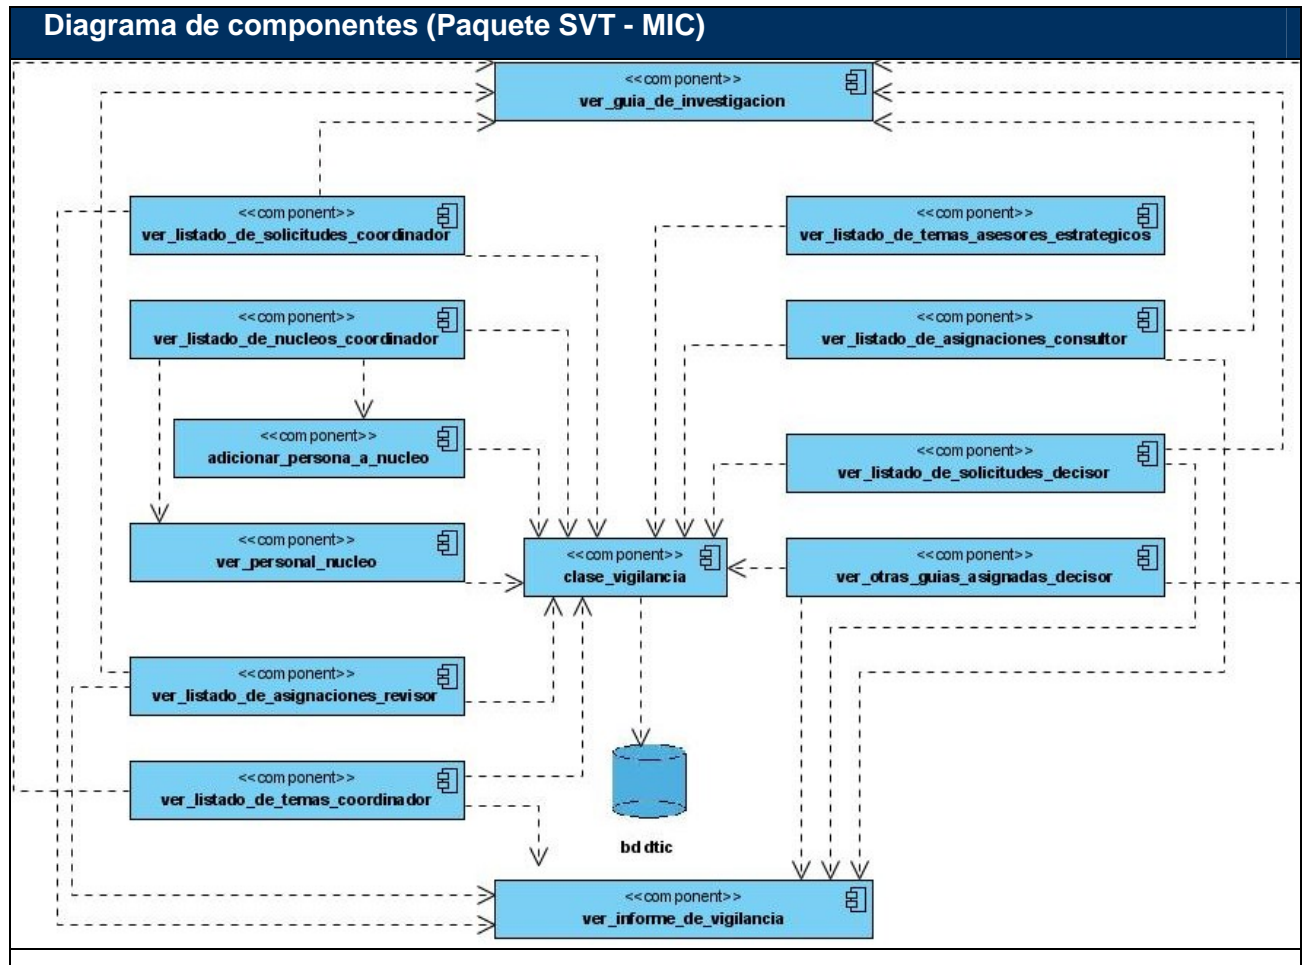 Diagrama de componentes (Paquete SVT - MIC)
<<component>>
ver_guia_de_investigacion
<<component>>
ver_listado_de_solicitudes_coordinador
<<component>>
ver_listado_de_temas_asesores_estrategicos
<<component>>
ver_listado_de_nucleos_coordinador
<<component>>
ver_listado_de_asignaciones_consultor
<<component>>
adicionar_persona_a_nucleo
<<component>>
ver_listado_de_solicitudes_decisor
<<component>>
ver_personal_nucleo
<<component>>
clase_vigilancia
<<component>>
ver_otras_guias_asignadas_decisor
<<component>>
ver_listado_de_asignaciones_revisor
<<component>>
ver_listado_de_temas_coordinador
bd dtic
<<component>>
ver_informe_de_vigilancia